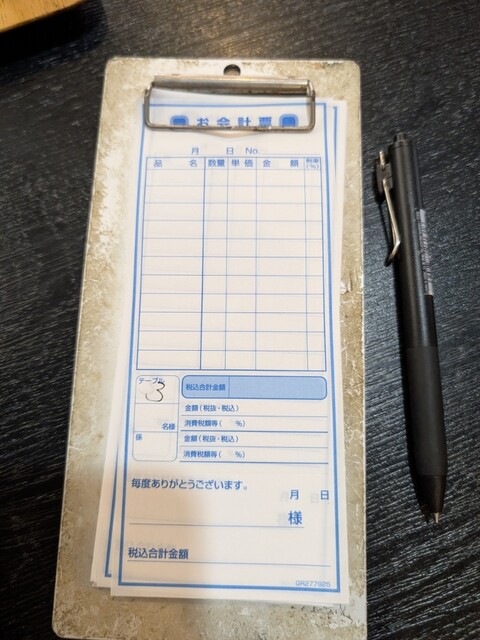 お会計票
月 日 No.
品 名 数量 単価 金 額 税率(%)
テーブル 3
税込合計金額
金額(税抜・税込)
消費税額等( %)
名様
金額(税抜・税込)
係
消費税額等( %)
毎度ありがとうございます。
月 日
様
税込合計金額